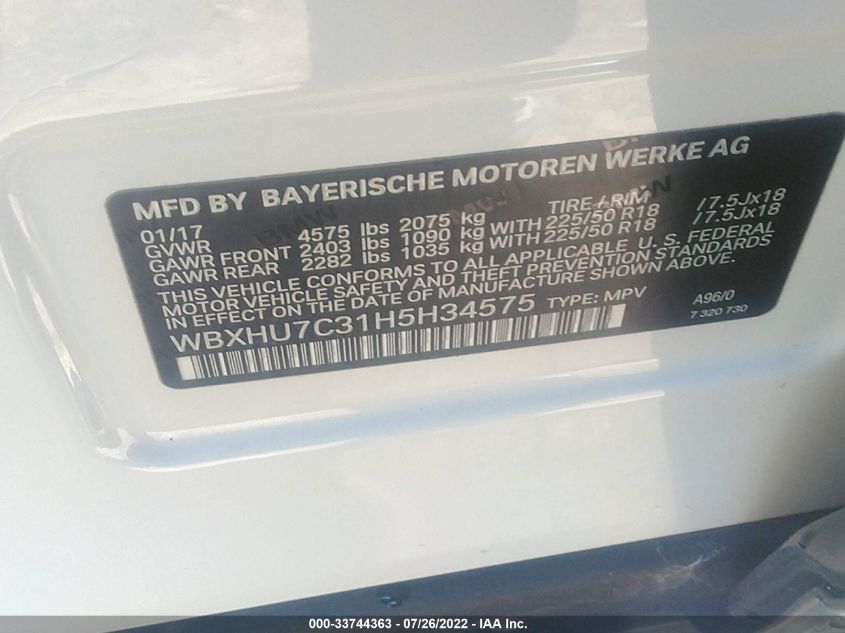 MFD BY BAYERISCHE MOTOREN WERKE AG
01/17 TIRE/RIM
GVWR 4575 lbs 2075 kg
GAWR FRONT 2403 lbs 1090 kg WITH 225/50 R18 /7.5Jx18
GAWR REAR 2282 lbs 1035 kg WITH 225/50 R18 /7.5Jx18
THIS VEHICLE CONFORMS TO ALL APPLICABLE U. S. FEDERAL
MOTOR VEHICLE SAFETY AND THEFT PREVENTION STANDARDS
IN EFFECT ON THE DATE OF MANUFACTURE SHOWN ABOVE.
WBXHU7C31H5H34575 TYPE: MPV A96/0
7 320 730
000-33744363 - 07/26/2022 - IAA Inc.